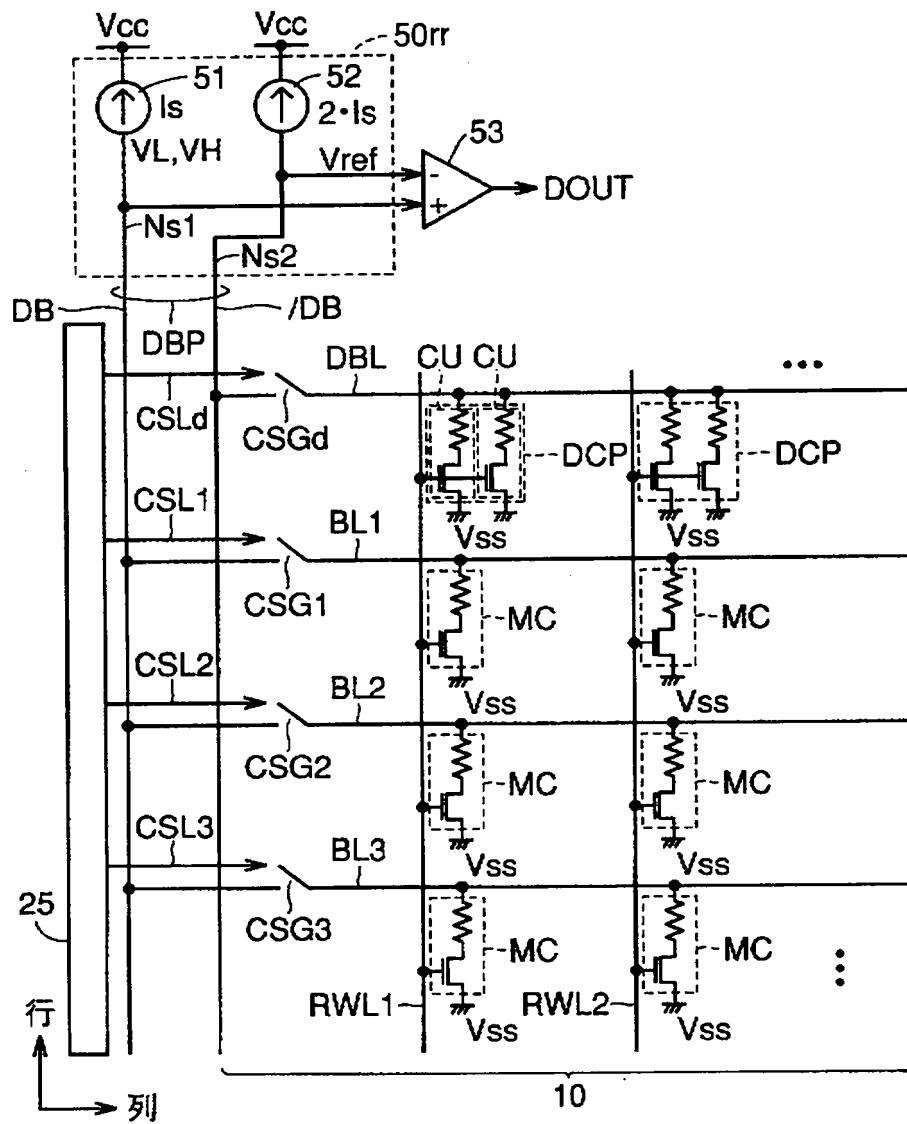 Vcc Vcc
50rr
51 52
Is 2・Is
VL,VH
53
Vref
-
+
DOUT
Ns1
Ns2
DB /DB
DBP
DBL CU CU •••
CSLd
CSGd
DCP DCP
Vss Vss
CSL1
BL1
CSG1
MC MC
Vss Vss
CSL2
BL2
CSG2
MC MC
Vss Vss
CSL3
BL3
25
CSG3
MC MC
RWL1 RWL2
Vss Vss
行
列
10